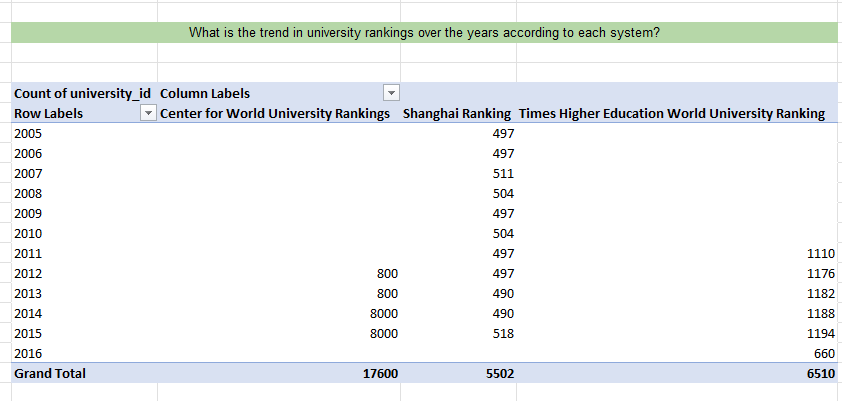 What is the trend in university rankings over the years according to each system?
Count of university_id Column Labels
Row Labels Center for World University Rankings Shanghai Ranking Times Higher Education World University Ranking
2005 497
2006 497
2007 511
2008 504
2009 497
2010 504
2011 497 1110
2012 800 497 1176
2013 800 490 1182
2014 8000 490 1188
2015 8000 518 1194
2016 660
Grand Total 17600 5502 6510